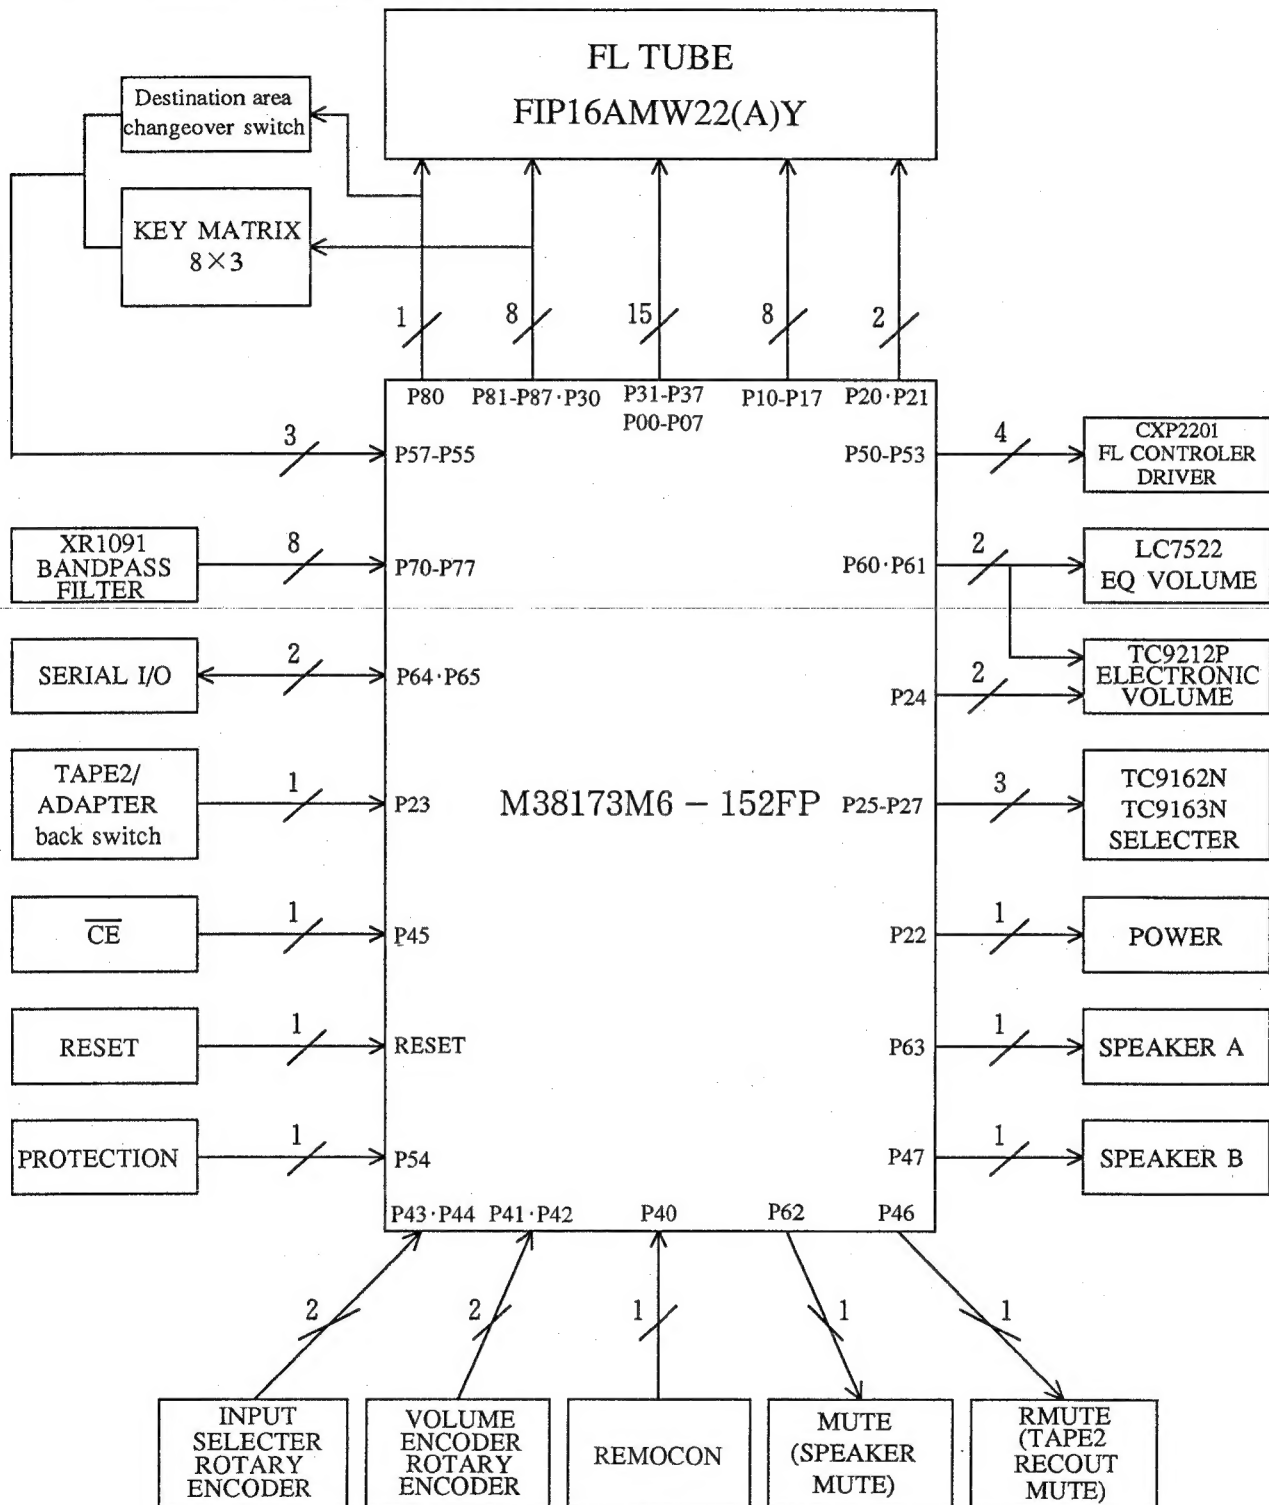 FL TUBE
FIP16AMW22(A)Y
Destination area
changeover switch
KEY MATRIX
8×3
1
8
15
8
2
P80
P81-P87·P30
P31-P37
P00-P07
P10-P17
P20·P21
3
P57-P55
P50-P53
4
CXP2201
FL CONTROLER
DRIVER
XR1091
BANDPASS
FILTER
8
P70-P77
P60·P61
2
LC7522
EQ VOLUME
SERIAL I/O
2
P64·P65
P24
2
TC9212P
ELECTRONIC
VOLUME
TAPE2/
ADAPTER
back switch
1
P23
M38173M6 – 152FP
P25-P27
3
TC9162N
TC9163N
SELECTER
C̅E̅
1
P45
P22
1
POWER
RESET
1
RESET
P63
1
SPEAKER A
PROTECTION
1
P54
P47
1
SPEAKER B
P43·P44
P41·P42
P40
P62
P46
2
2
1
1
1
INPUT
SELECTER
ROTARY
ENCODER
VOLUME
ENCODER
ROTARY
ENCODER
REMOCON
MUTE
(SPEAKER
MUTE)
RMUTE
(TAPE2
RECOUT
MUTE)